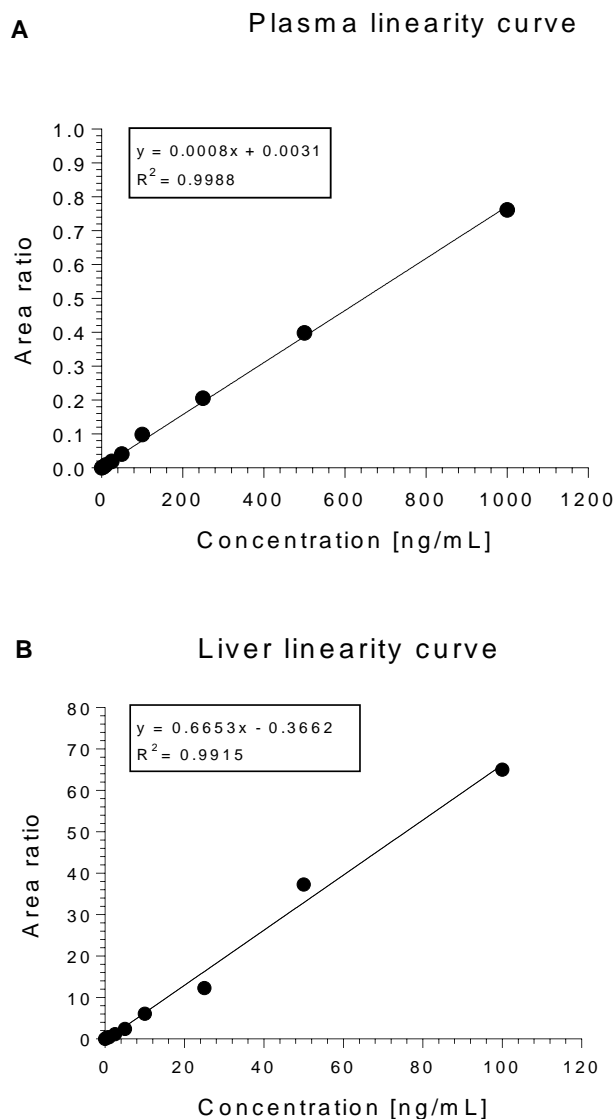 A
Plasma linearity curve
y = 0.0008x + 0.0031
R² = 0.9988
1.0
0.9
0.8
0.7
0.6
0.5
0.4
0.3
0.2
0.1
0.0
Area ratio
0 200 400 600 800 1000 1200
Concentration [ng/mL]
B
Liver linearity curve
y = 0.6653x - 0.3662
R² = 0.9915
80
70
60
50
40
30
20
10
0
Area ratio
0 20 40 60 80 100 120
Concentration [ng/mL]